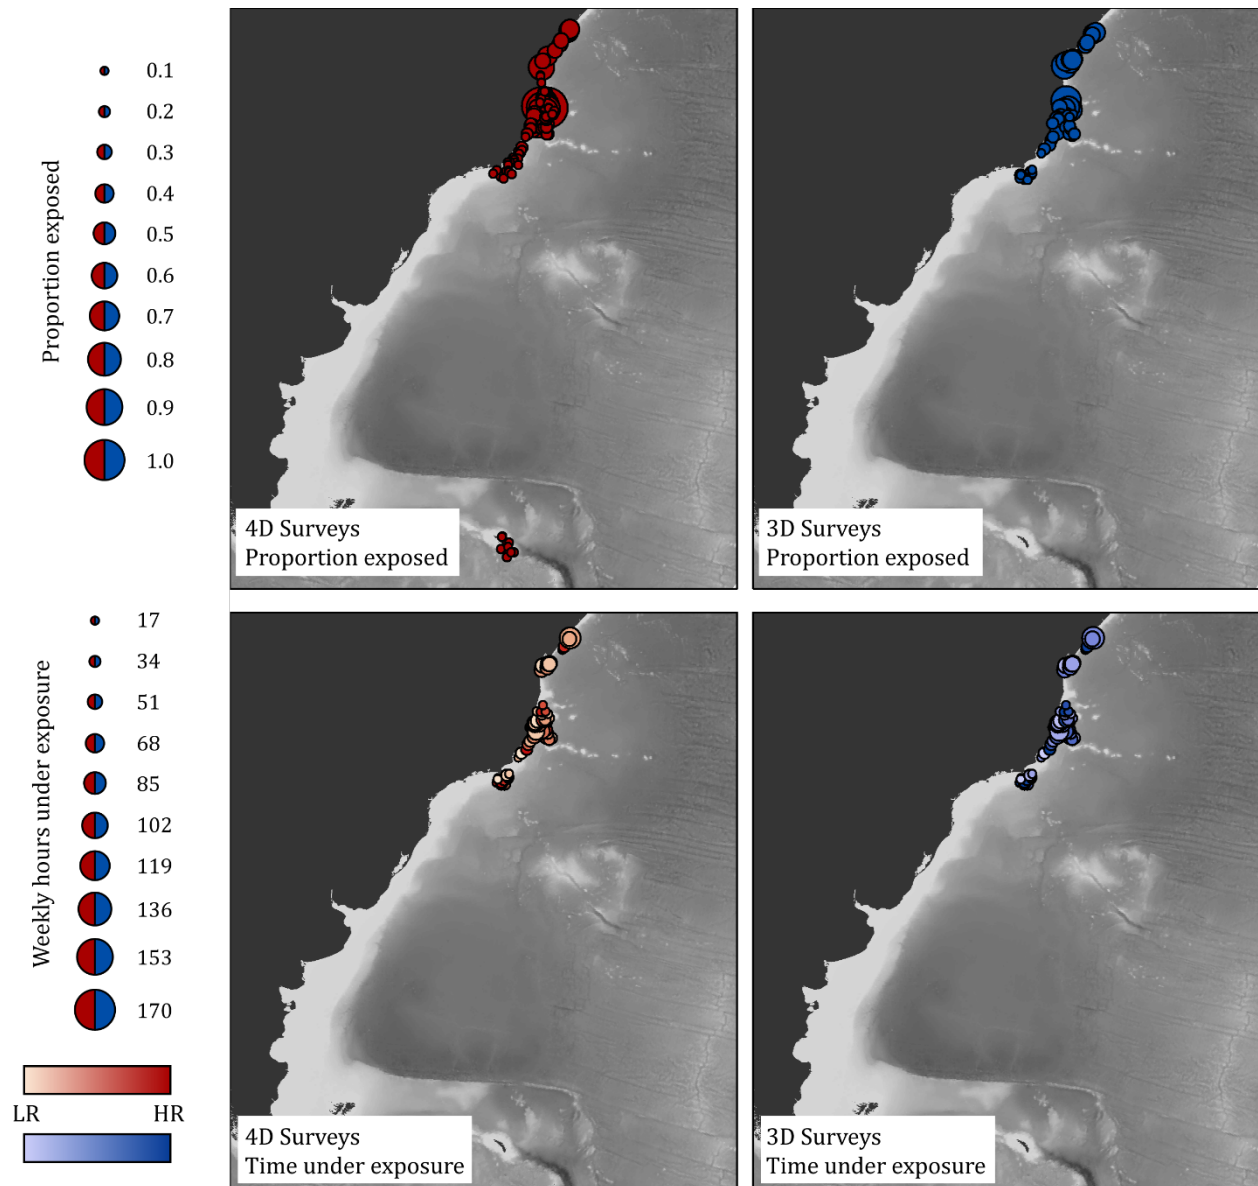 Proportion exposed
0.1
0.2
0.3
0.4
0.5
0.6
0.7
0.8
0.9
1.0
4D Surveys
Proportion exposed
3D Surveys
Proportion exposed
Weekly hours under exposure
17
34
51
68
85
102
119
136
153
170
LR HR
4D Surveys
Time under exposure
3D Surveys
Time under exposure